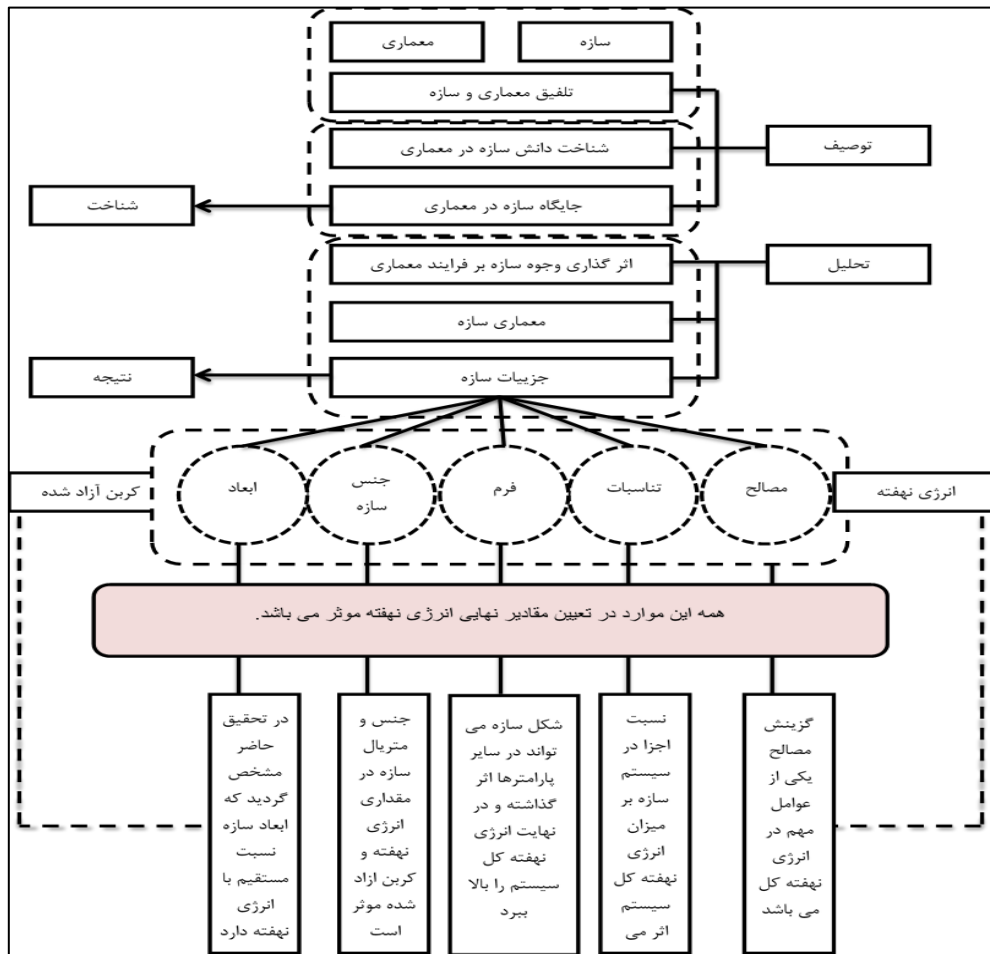 سازه
معماری
تلفیق معماری و سازه
شناخت دانش سازه در معماری
توصیف
جایگاه سازه در معماری
شناخت
اثر گذاری وجوه سازه بر فرایند معماری
تحلیل
معماری سازه
جزییات سازه
نتیجه
انرژی نهفته
مصالح
تناسبات
فرم
جنس
سازه
ابعاد
کربن آزاد شده
همه این موارد در تعیین مقادیر نهایی انرژی نهفته موثر می باشد.
گزینش
مصالح
یکی از
عوامل
مهم در
انرژی
نهفته کل
می باشد
نسبت
اجزا در
سیستم
سازه بر
میزان
انرژی
نهفته کل
سیستم
اثر می
شکل سازه می
تواند در سایر
پارامترها اثر
گذاشته و در
نهایت انرژی
نهفته کل
سیستم را بالا
ببرد
جنس و
متریال
سازه در
مقداری
انرژی
نهفته و
کربن ازاد
شده موثر
است
در تحقیق
حاضر
مشخص
گردید که
ابعاد سازه
نسبت
مستقیم با
انرژی
نهفته دارد